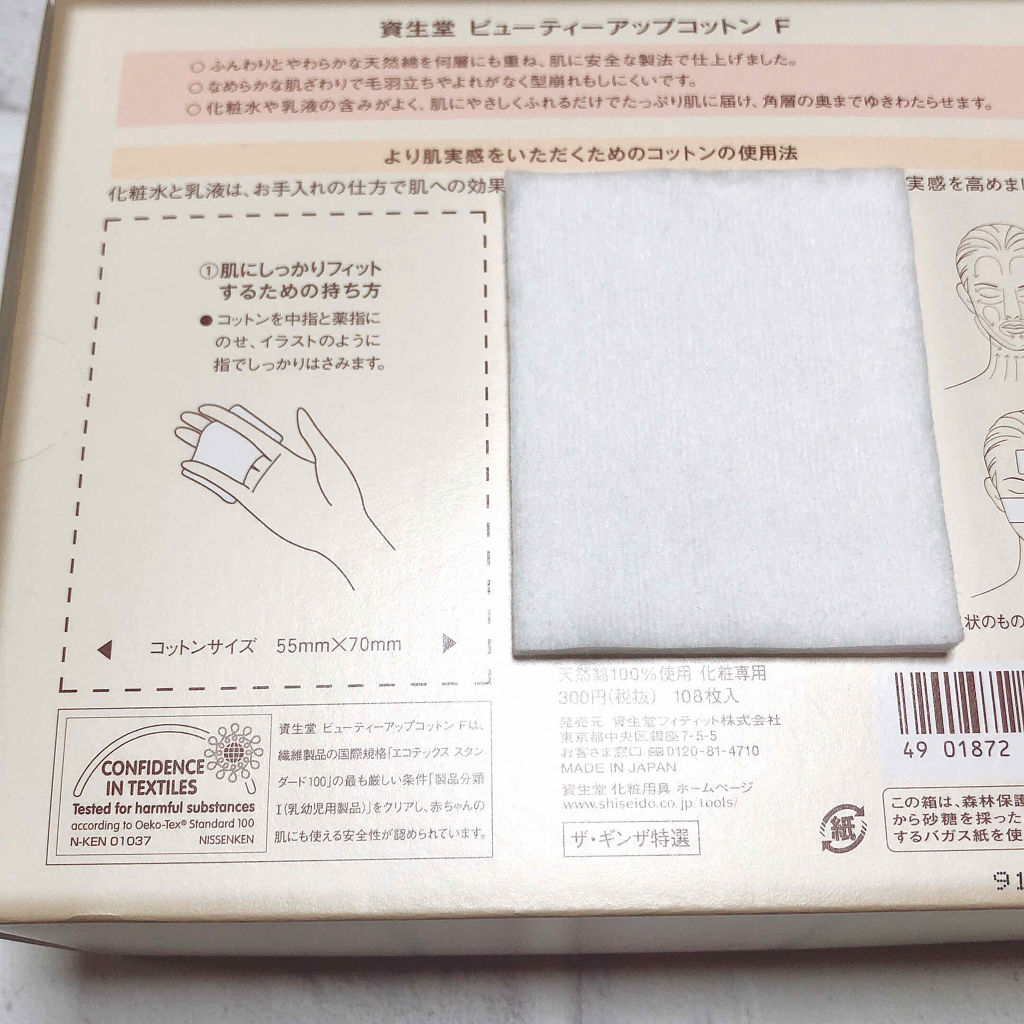 資生堂 ビューティーアップコットン F
○ ふんわりとやわらかな天然綿を何層にも重ね、肌に安全な製法で仕上げました。
○ なめらかな肌ざわりで毛羽立ちやよれがなく型崩れもしにくいです。
○ 化粧水や乳液の含みがよく、肌にやさしくふれるだけでたっぷり肌に届け、角層の奥までゆきわたらせます。
より肌実感をいただくためのコットンの使用法
化粧水と乳液は、お手入れの仕方で肌への効果
実感を高めまし
①肌にしっかりフィット
するための持ち方
●コットンを中指と薬指に
のせ、イラストのように
指でしっかりはさみます。
◀ コットンサイズ 55mm×70mm ▶
状のもの
CONFIDENCE
IN TEXTILES
Tested for harmful substances
according to Oeko-Tex® Standard 100
N-KEN 01037 NISSENKEN
資生堂 ビューティーアップコットン Fは、
繊維製品の国際規格「エコテックス スタン
ダード100」の最も厳しい条件「製品分類
I(乳幼児用製品)」をクリアし、赤ちゃんの
肌にも使える安全性が認められています。
天然綿100%使用 化粧専用
300円(税抜) 108枚入
発売元 資生堂フィティット株式会社
東京都中央区銀座7-5-5
お客さま窓口 0120-81-4710
MADE IN JAPAN
資生堂 化粧用具 ホームページ
www.shiseido.co.jp/tools/
ザ・ギンザ特選
49 01872
紙
この箱は、森林保護
から砂糖を採った
するバガス紙を使
91